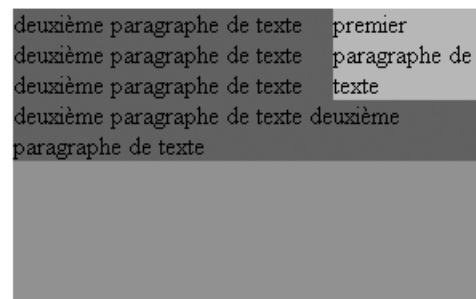 deuxième paragraphe de texte
deuxième paragraphe de texte
deuxième paragraphe de texte
deuxième paragraphe de texte deuxième
paragraphe de texte
premier
paragraphe de
texte